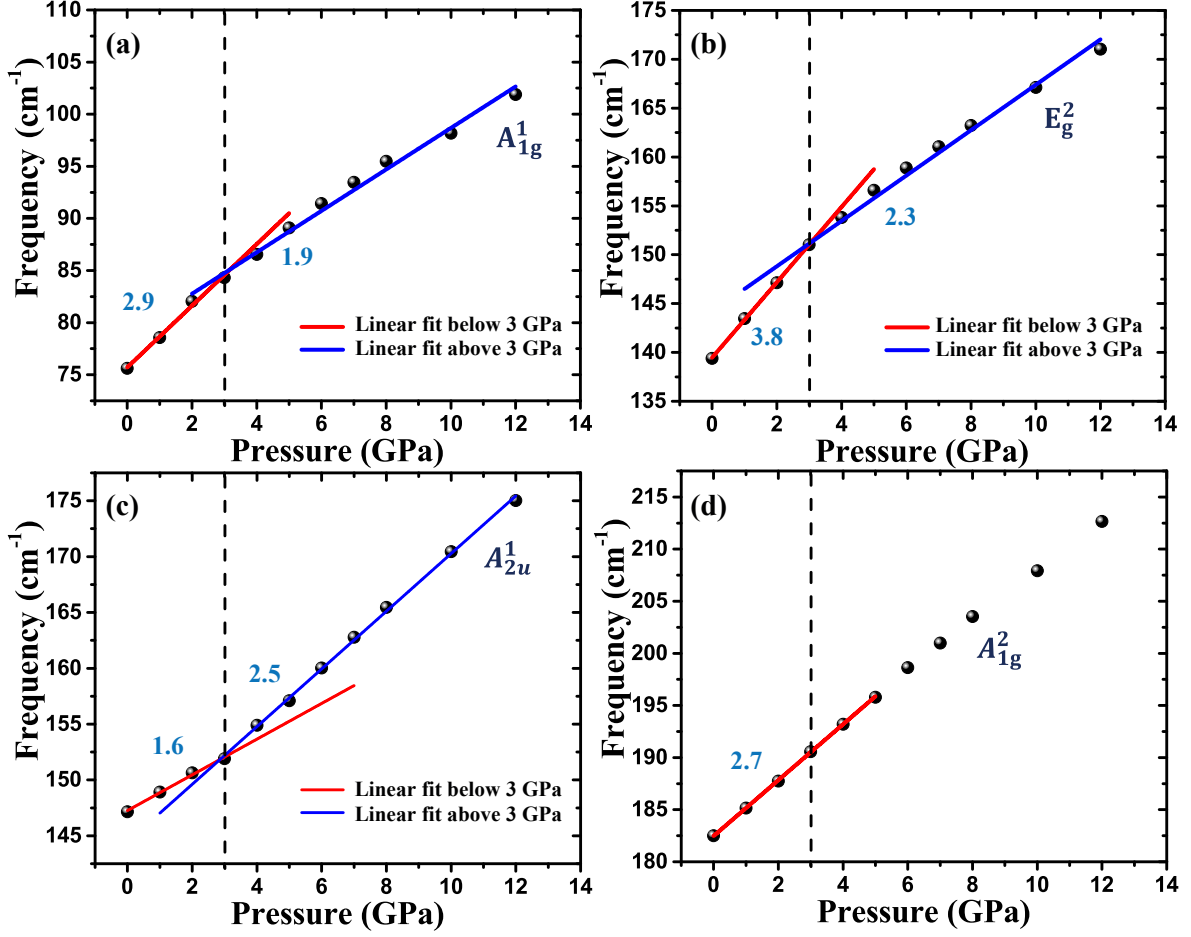 (a)
110
105
100
95
90
85
80
75
Frequency (cm⁻¹)
A¹1g
2.9
1.9
Linear fit below 3 GPa
Linear fit above 3 GPa
0 2 4 6 8 10 12 14
Pressure (GPa)
(b)
175
170
165
160
155
150
145
140
135
Frequency (cm⁻¹)
E²g
2.3
3.8
Linear fit below 3 GPa
Linear fit above 3 GPa
0 2 4 6 8 10 12 14
Pressure (GPa)
(c)
175
170
165
160
155
150
145
Frequency (cm⁻¹)
A¹2u
2.5
1.6
Linear fit below 3 GPa
Linear fit above 3 GPa
0 2 4 6 8 10 12 14
Pressure (GPa)
(d)
215
210
205
200
195
190
185
180
Frequency (cm⁻¹)
A²1g
2.7
0 2 4 6 8 10 12 14
Pressure (GPa)